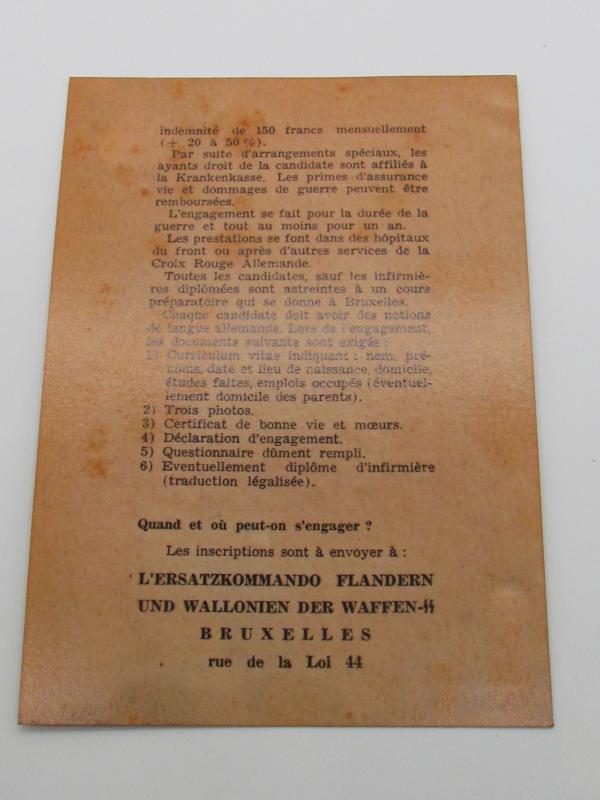 indemnité de 150 francs mensuellement
(+ 20 à 50 %).
Par suite d'arrangements spéciaux, les
ayants droit de la candidate sont affiliés à
la Krankenkasse. Les primes d'assurance
vie et dommages de guerre peuvent être
remboursées.
L'engagement se fait pour la durée de la
guerre et tout au moins pour un an.
Les prestations se font dans des hôpitaux
du front ou après d'autres services de la
Croix Rouge Allemande.
Toutes les candidates, sauf les infirmiè-
res diplômées sont astreintes à un cours
préparatoire qui se donne à Bruxelles.
Chaque candidate doit avoir des notions
de langue allemande. Lors de l'engagement,
les documents suivants sont exigés :
1) Curriculum vitae indiquant : nom, pré-
noms, date et lieu de naissance, domicile,
études faites, emplois occupés (éventuel-
lement domicile des parents).
2) Trois photos.
3) Certificat de bonne vie et mœurs.
4) Déclaration d'engagement.
5) Questionnaire dûment rempli.
6) Eventuellement diplôme d'infirmière
(traduction légalisée).
Quand et où peut-on s'engager ?
Les inscriptions sont à envoyer à :
L'ERSATZKOMMANDO FLANDERN
UND WALLONIEN DER WAFFEN-ᛋᛋ
BRUXELLES
rue de la Loi 44